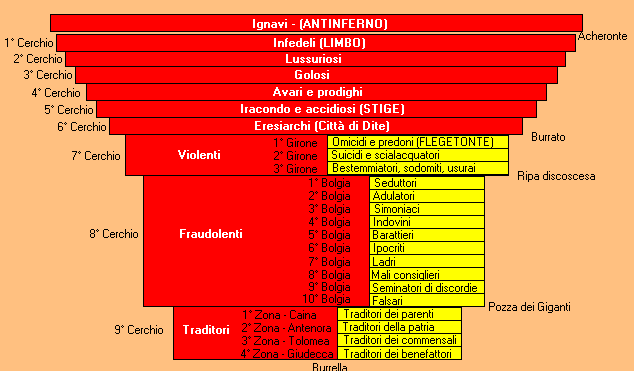 Ignavi - (ANTINFERNO)
Acheronte
1° Cerchio Infedeli (LIMBO)
2° Cerchio Lussuriosi
3° Cerchio Golosi
4° Cerchio Avari e prodighi
5° Cerchio Iracondo e accidiosi (STIGE)
6° Cerchio Eresiarchi (Città di Dite)
Burrato
7° Cerchio Violenti
1° Girone Omicidi e predoni (FLEGETONTE)
2° Girone Suicidi e scialacquatori
3° Girone Bestemmiatori, sodomiti, usurai
Ripa discoscesa
8° Cerchio Fraudolenti
1° Bolgia Seduttori
2° Bolgia Adulatori
3° Bolgia Simoniaci
4° Bolgia Indovini
5° Bolgia Barattieri
6° Bolgia Ipocriti
7° Bolgia Ladri
8° Bolgia Mali consiglieri
9° Bolgia Seminatori di discordie
10° Bolgia Falsari
Pozza dei Giganti
9° Cerchio Traditori
1° Zona - Caina Traditori dei parenti
2° Zona - Antenora Traditori della patria
3° Zona - Tolomea Traditori dei commensali
4° Zona - Giudecca Traditori dei benefattori
Burrella